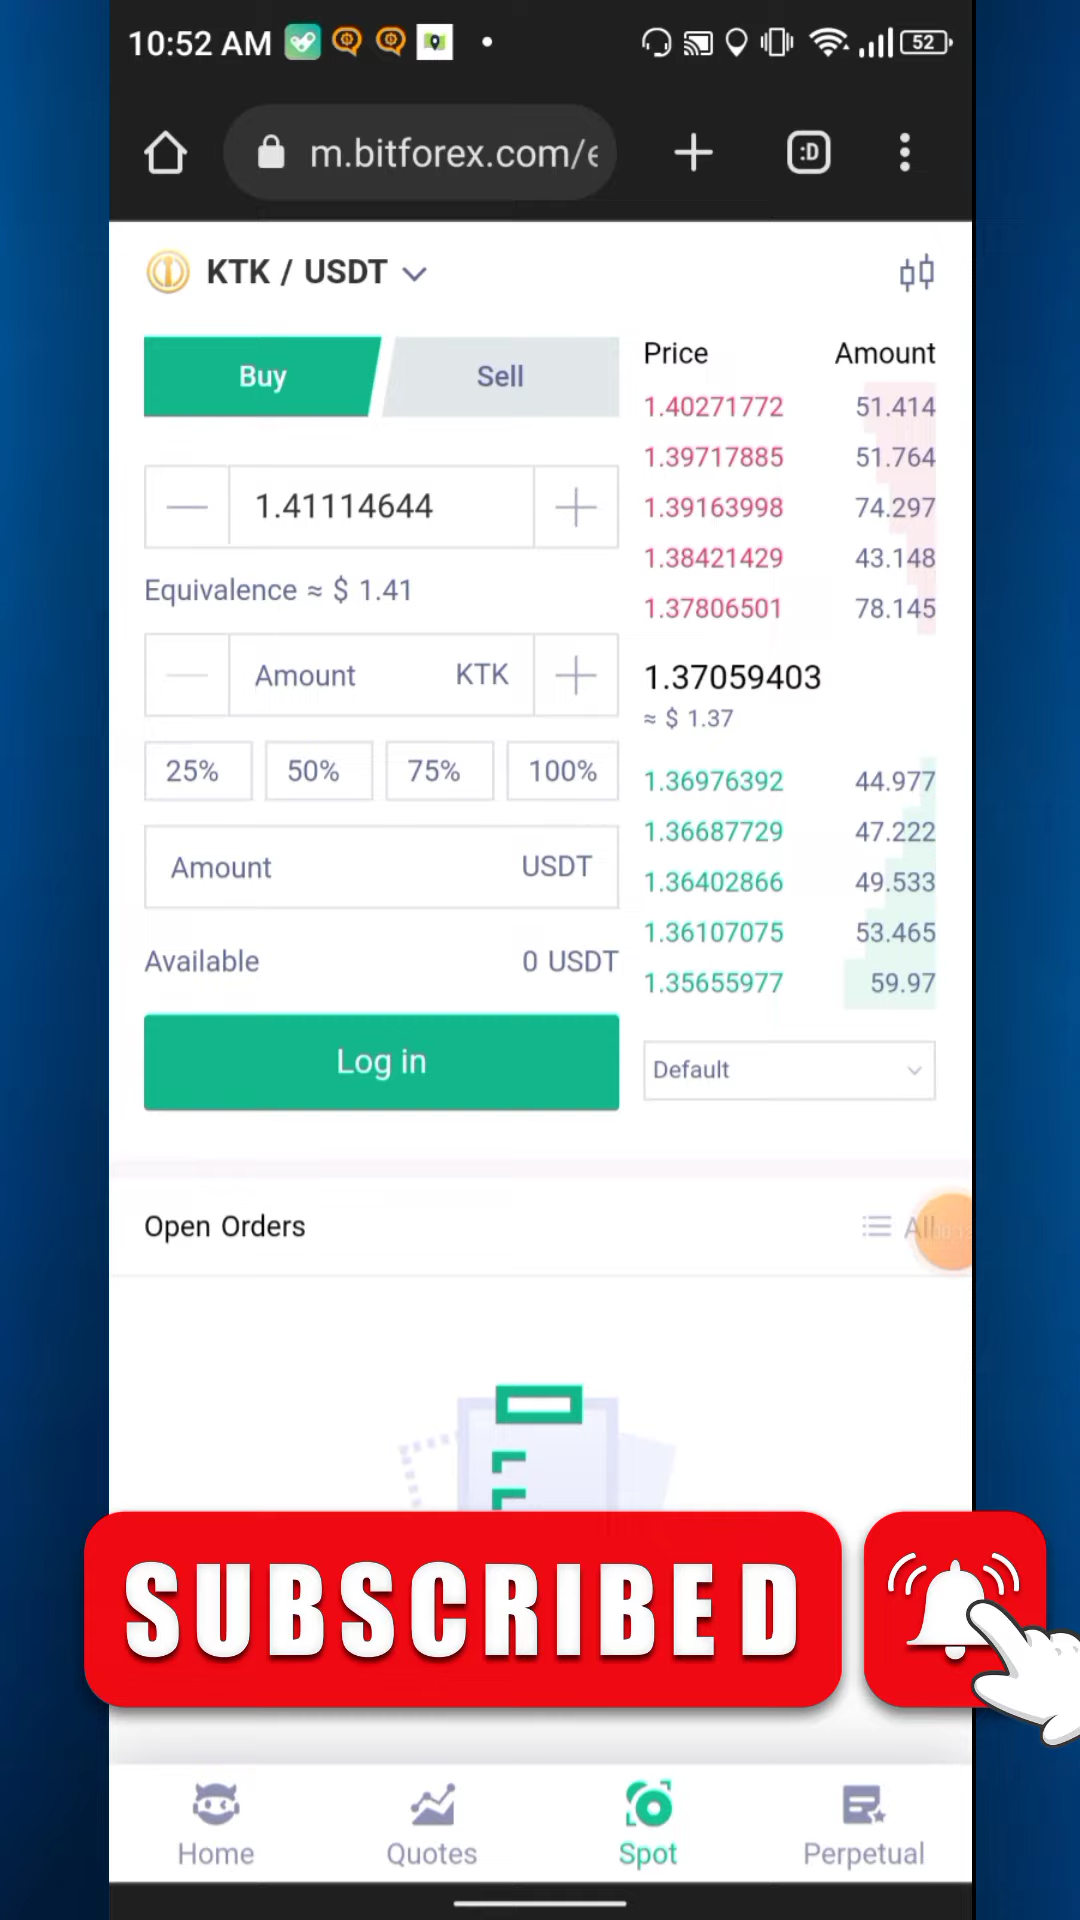 10:52 AM
52
m.bitforex.com/e
:D
KTK / USDT
Buy
Sell
1.41114644
Equivalence ≈ $ 1.41
Amount KTK
25% 50% 75% 100%
Amount USDT
Available 0 USDT
Log in
Price Amount
1.40271772 51.414
1.39717885 51.764
1.39163998 74.297
1.38421429 43.148
1.37806501 78.145
1.37059403
≈ $ 1.37
1.36976392 44.977
1.36687729 47.222
1.36402866 49.533
1.36107075 53.465
1.35655977 59.97
Default
Open Orders
All
SUBSCRIBED
Home
Quotes
Spot
Perpetual